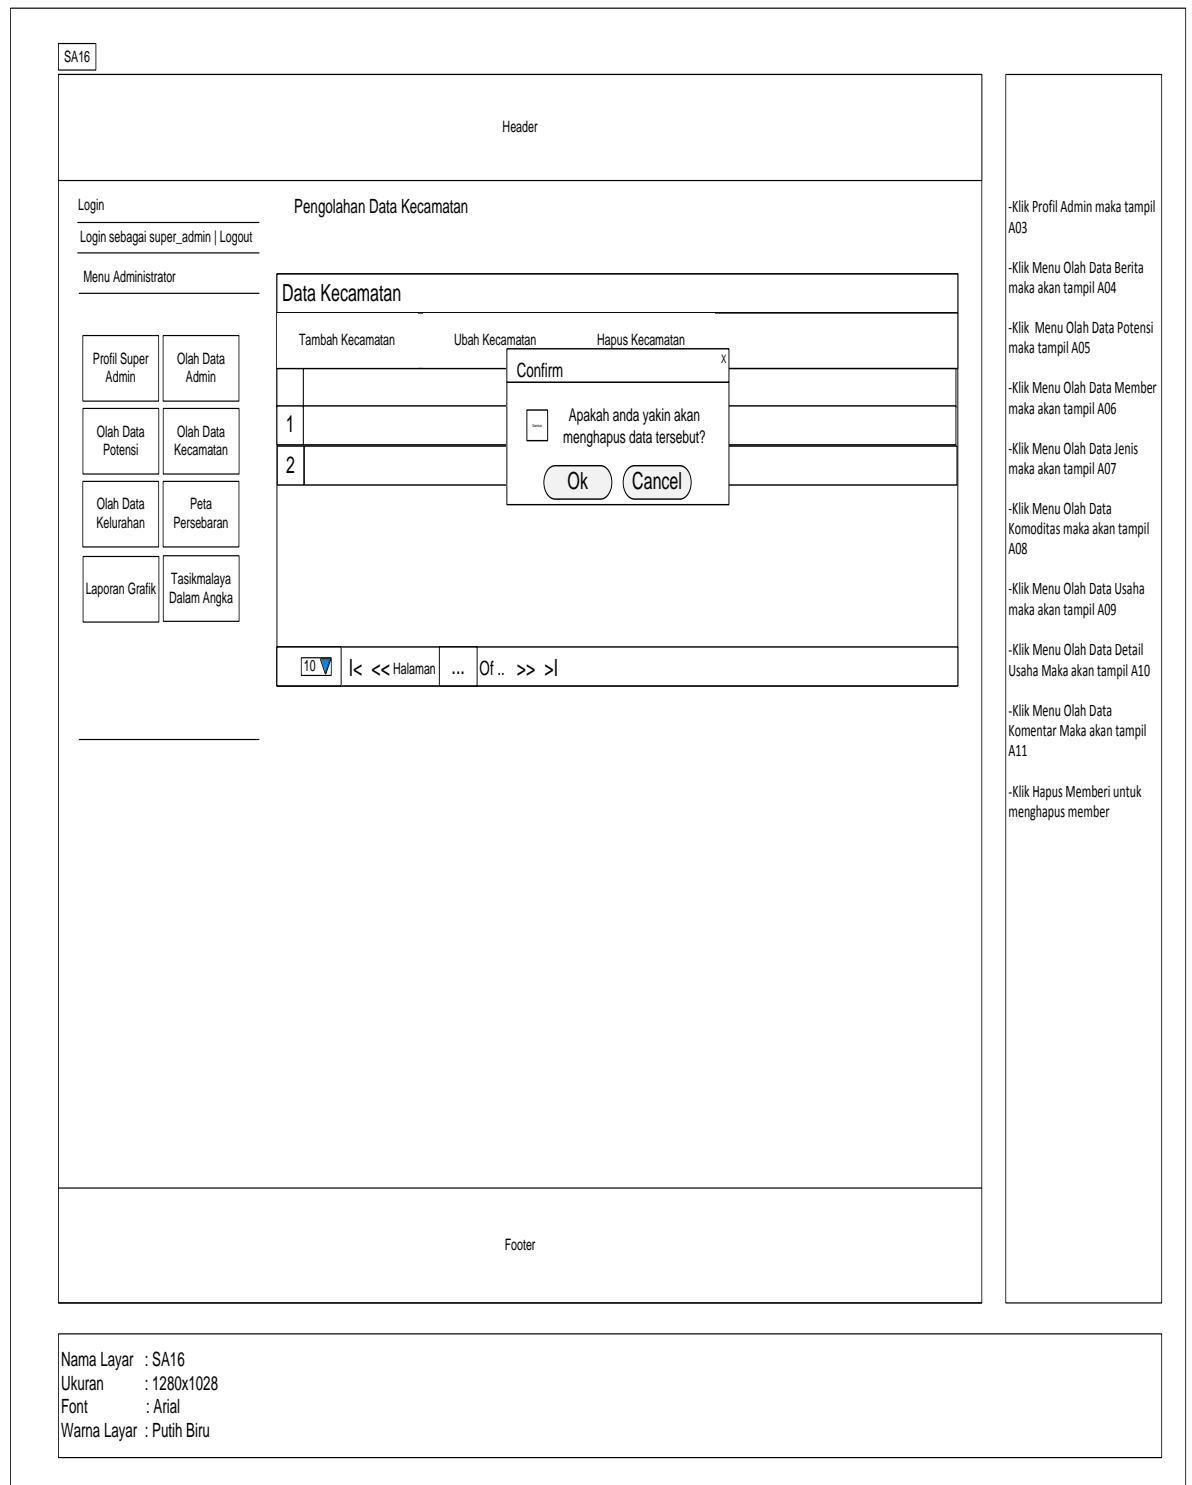 SA16
Header
Login
Login sebagai super_admin | Logout
Menu Administrator
Profil Super
Admin
Olah Data
Admin
Olah Data
Potensi
Olah Data
Kecamatan
Olah Data
Kelurahan
Peta
Persebaran
Laporan Grafik
Tasikmalaya
Dalam Angka
Pengolahan Data Kecamatan
Data Kecamatan
Tambah Kecamatan
Ubah Kecamatan
Hapus Kecamatan
1
2
Confirm
X
Apakah anda yakin akan
menghapus data tersebut?
Ok
Cancel
10
|< << Halaman ... Of .. >> >|
Footer
-Klik Profil Admin maka tampil
A03
-Klik Menu Olah Data Berita
maka akan tampil A04
-Klik  Menu Olah Data Potensi
maka tampil A05
-Klik Menu Olah Data Member
maka akan tampil A06
-Klik Menu Olah Data Jenis
maka akan tampil A07
-Klik Menu Olah Data
Komoditas maka akan tampil
A08
-Klik Menu Olah Data Usaha
maka akan tampil A09
-Klik Menu Olah Data Detail
Usaha Maka akan tampil A10
-Klik Menu Olah Data
Komentar Maka akan tampil
A11
-Klik Hapus Memberi untuk
menghapus member
Nama Layar : SA16
Ukuran : 1280x1028
Font : Arial
Warna Layar : Putih Biru